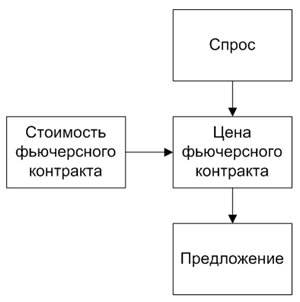 Спрос
Стоимость
фьючерсного
контракта
Цена
фьючерсного
контракта
Предложение